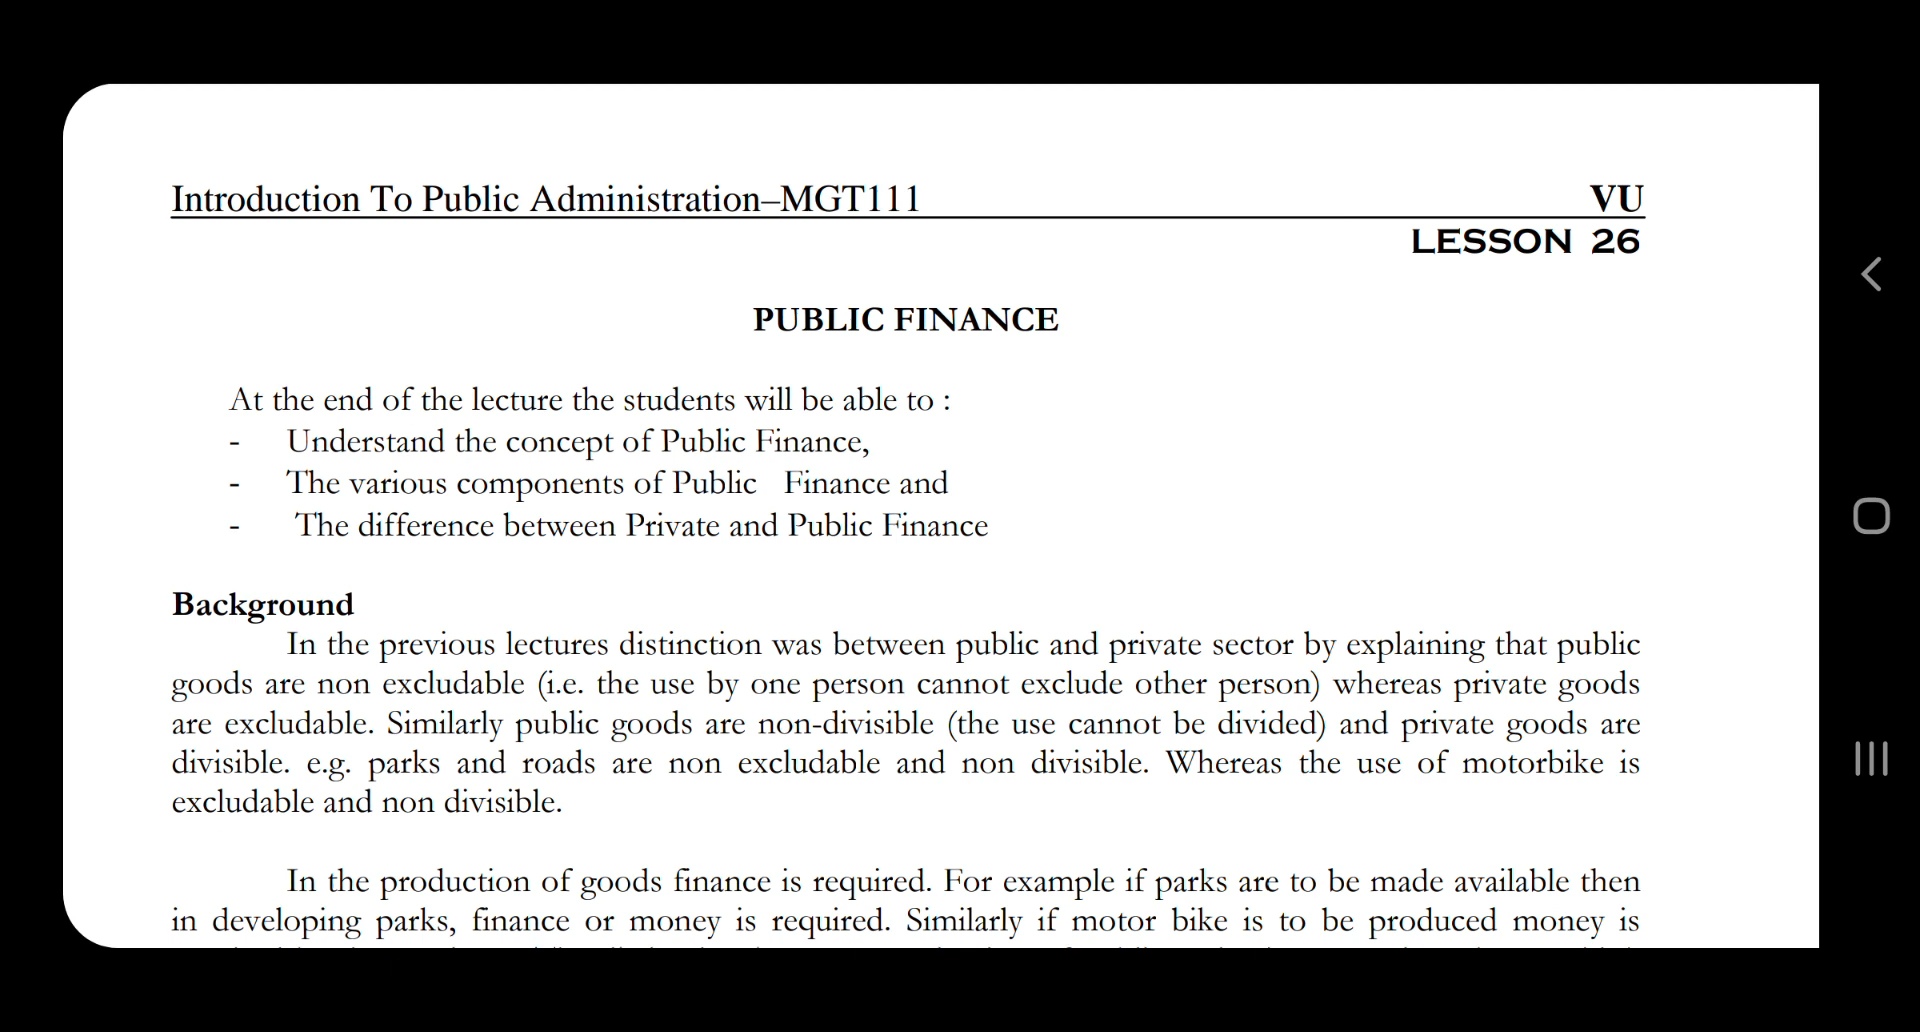 Introduction To Public Administration–MGT111 VU
LESSON 26
PUBLIC FINANCE
At the end of the lecture the students will be able to :
- Understand the concept of Public Finance,
- The various components of Public Finance and
- The difference between Private and Public Finance
Background
In the previous lectures distinction was between public and private sector by explaining that public
goods are non excludable (i.e. the use by one person cannot exclude other person) whereas private goods
are excludable. Similarly public goods are non-divisible (the use cannot be divided) and private goods are
divisible. e.g. parks and roads are non excludable and non divisible. Whereas the use of motorbike is
excludable and non divisible.
In the production of goods finance is required. For example if parks are to be made available then
in developing parks, finance or money is required. Similarly if motor bike is to be produced money is